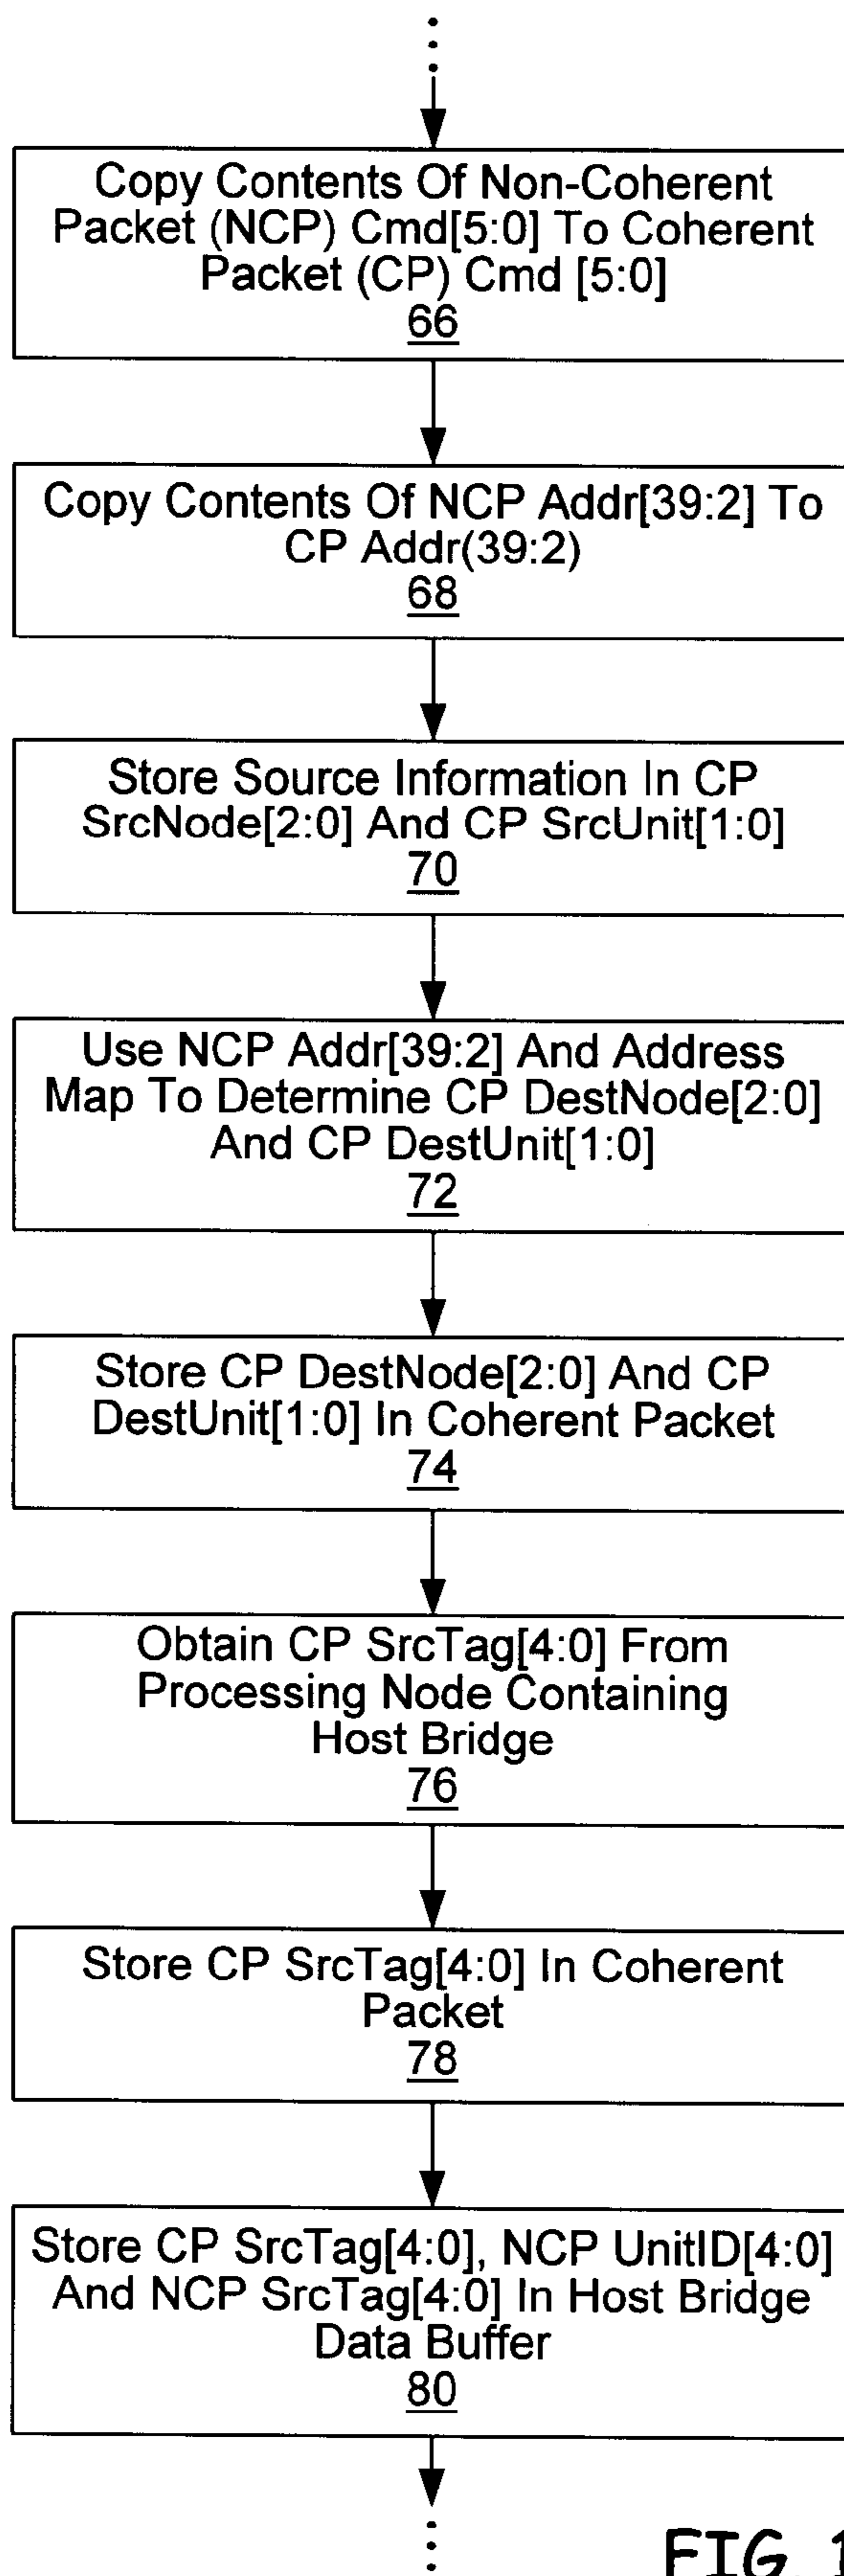 Copy Contents Of Non-Coherent
Packet (NCP) Cmd[5:0] To Coherent
Packet (CP) Cmd [5:0]
66
Copy Contents Of NCP Addr[39:2] To
CP Addr(39:2)
68
Store Source Information In CP
SrcNode[2:0] And CP SrcUnit[1:0]
70
Use NCP Addr[39:2] And Address
Map To Determine CP DestNode[2:0]
And CP DestUnit[1:0]
72
Store CP DestNode[2:0] And CP
DestUnit[1:0] In Coherent Packet
74
Obtain CP SrcTag[4:0] From
Processing Node Containing
Host Bridge
76
Store CP SrcTag[4:0] In Coherent
Packet
78
Store CP SrcTag[4:0], NCP UnitID[4:0]
And NCP SrcTag[4:0] In Host Bridge
Data Buffer
80
FIG. 1